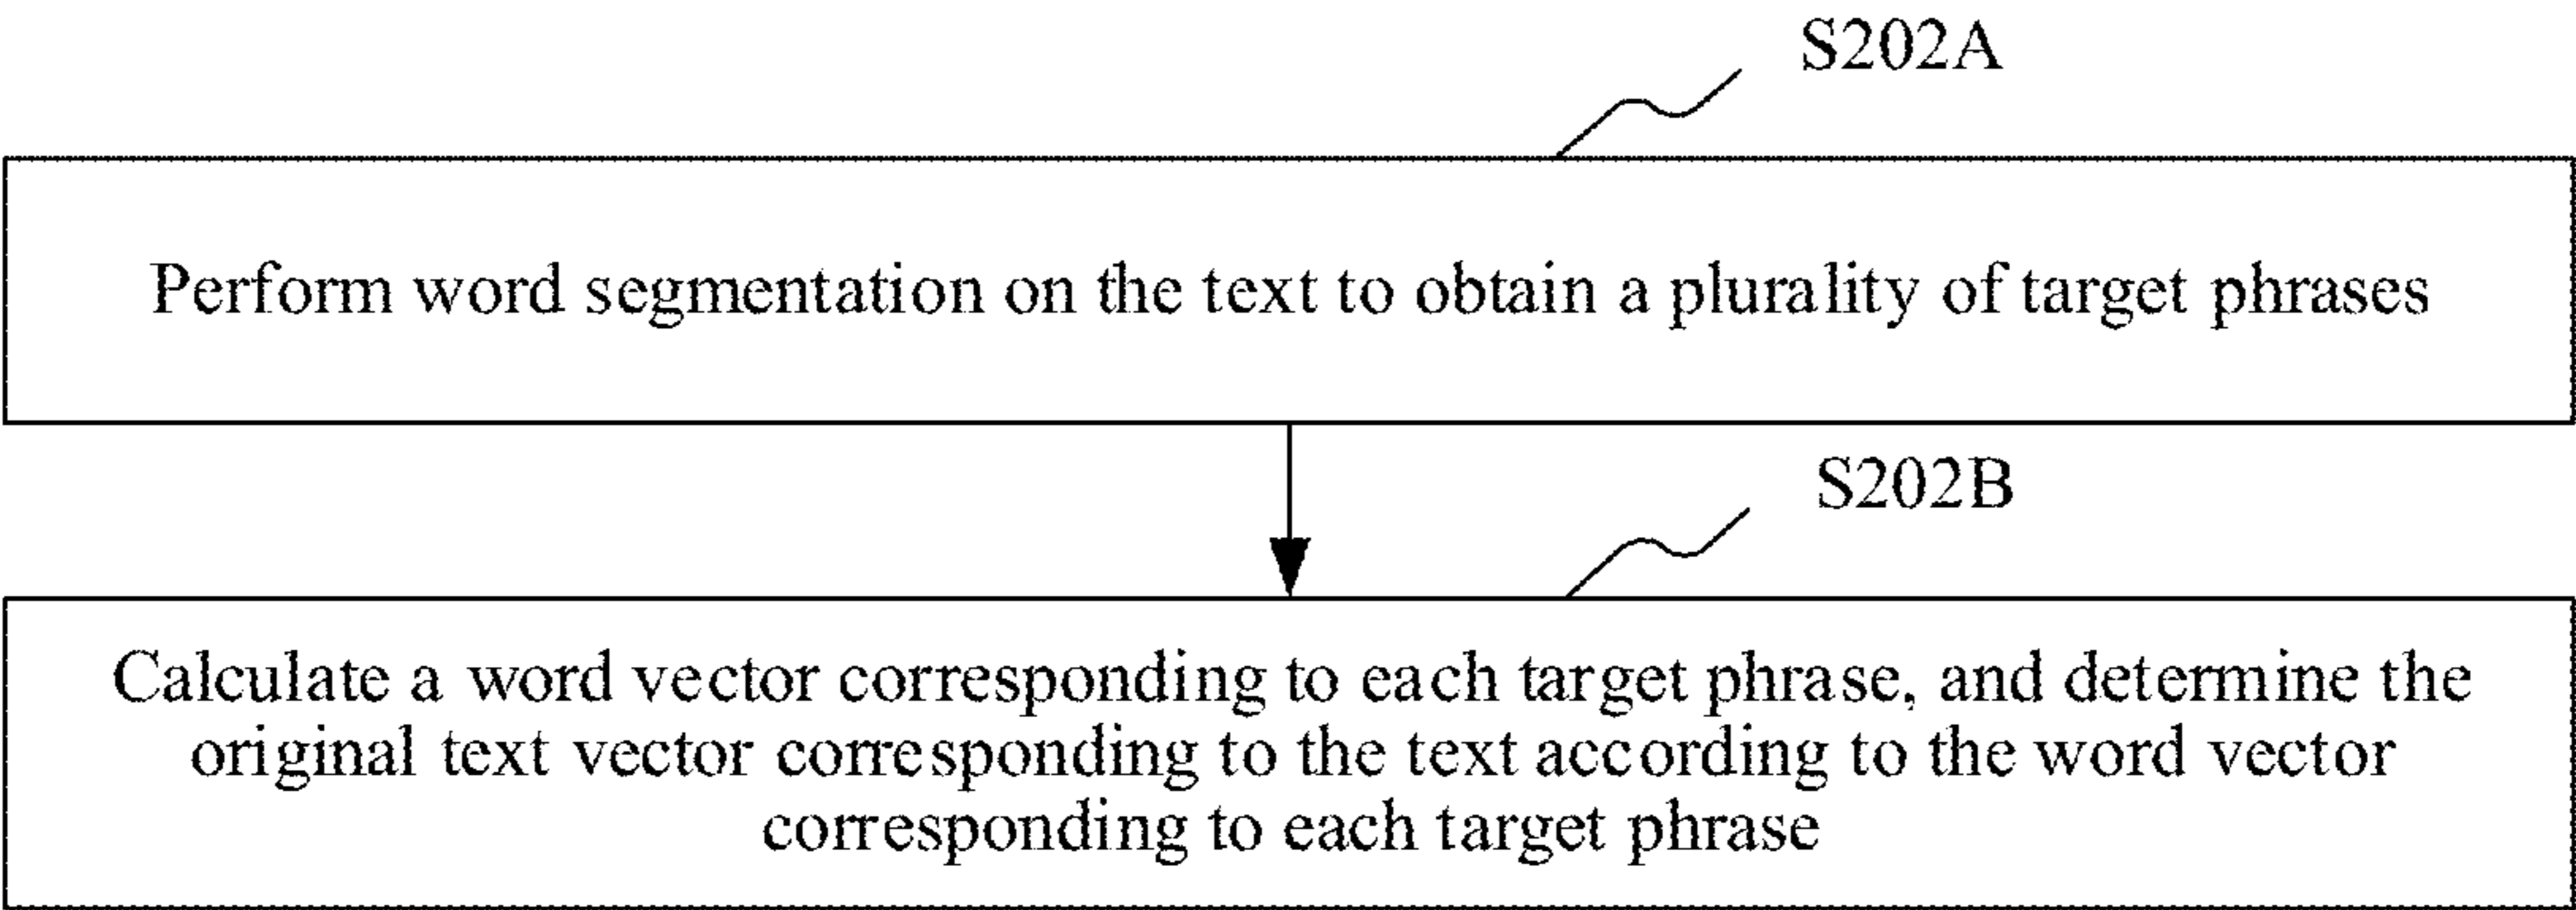 S202A
Perform word segmentation on the text to obtain a plurality of target phrases
S202B
Calculate a word vector corresponding to each target phrase, and determine the
original text vector corresponding to the text according to the word vector
corresponding to each target phrase